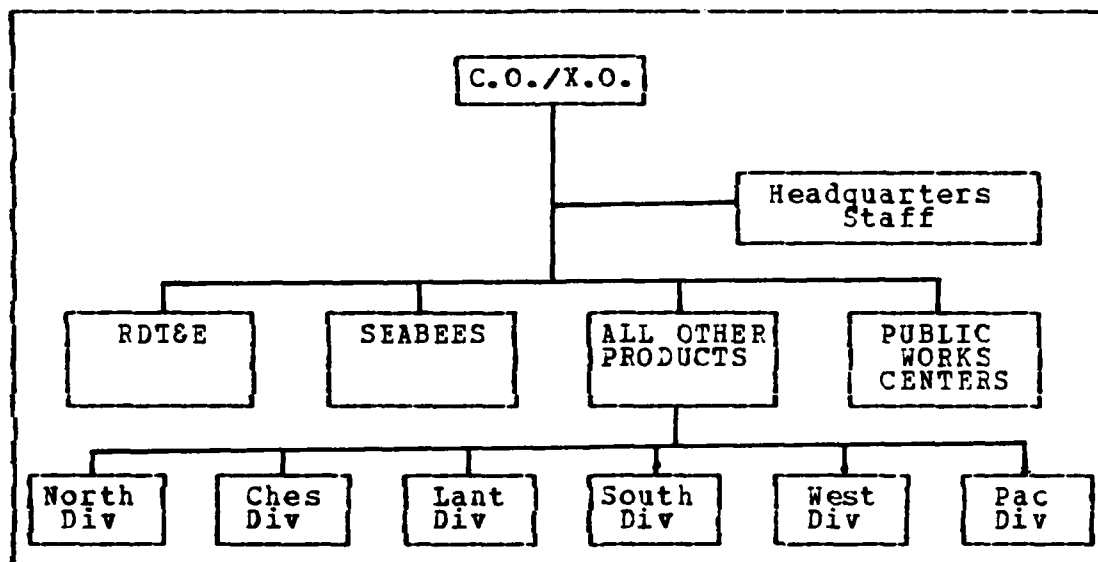 C.O./X.O.
Headquarters
Staff
RDT&E
SEABEES
ALL OTHER
PRODUCTS
PUBLIC
WORKS
CENTERS
North
Div
Ches
Div
Lant
Div
South
Div
West
Div
Pac
Div